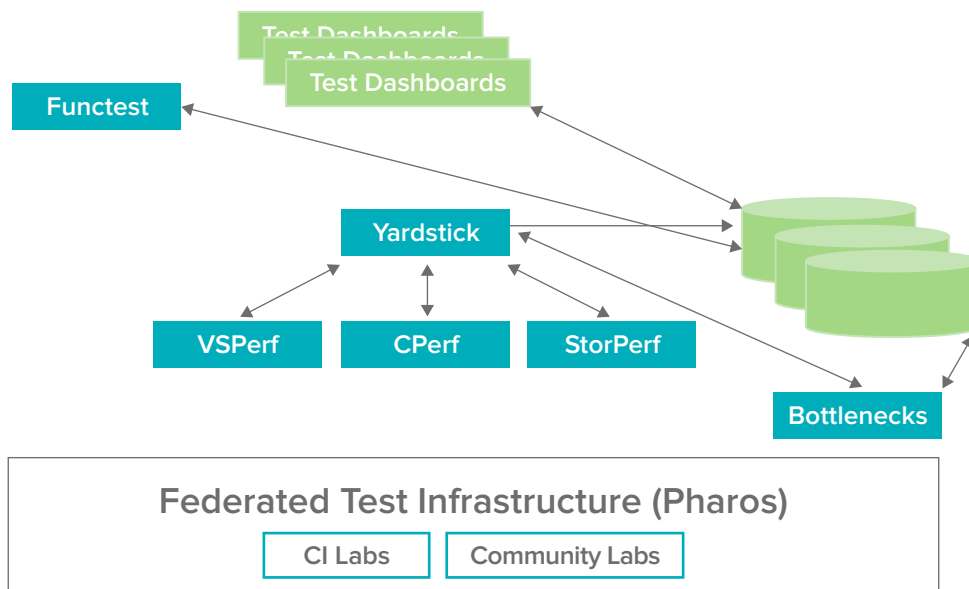 Test Dashboards
Test Dashboards
Test Dashboards
Functest
Yardstick
VSPerf
CPerf
StorPerf
Bottlenecks
Federated Test Infrastructure (Pharos)
CI Labs
Community Labs